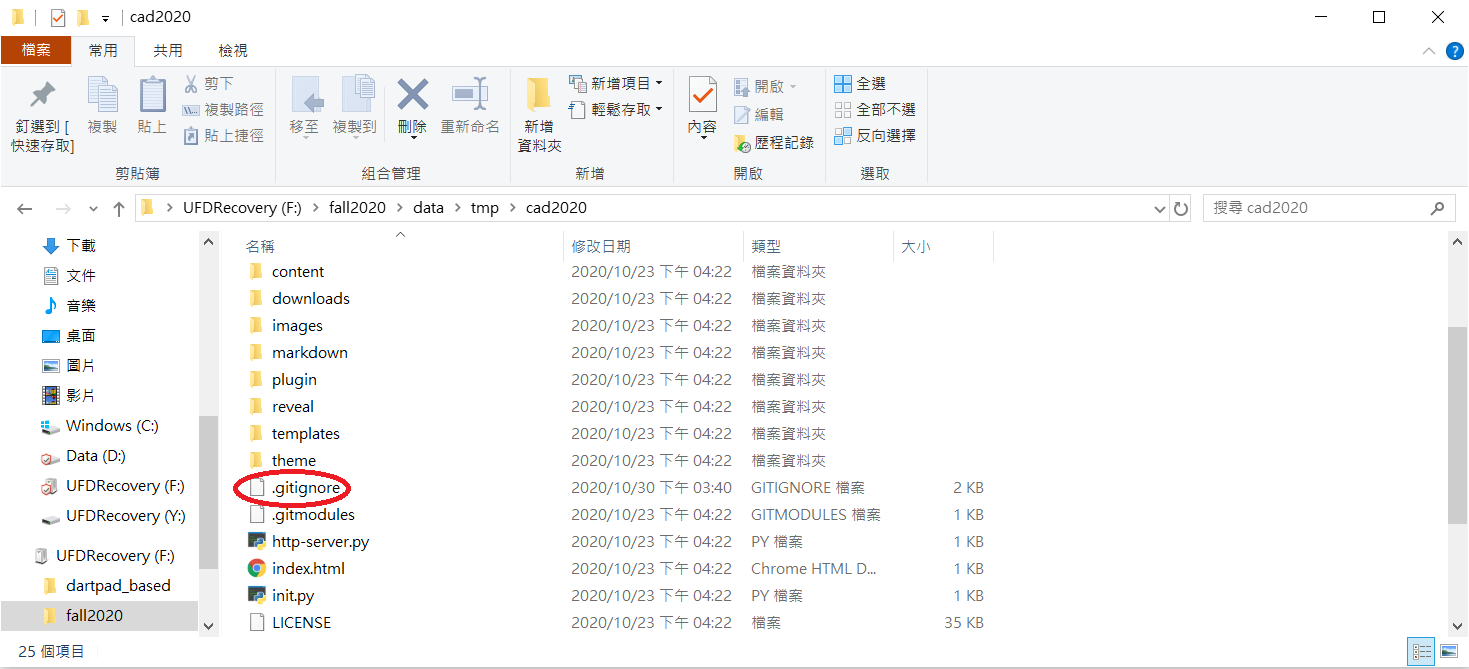 cad2020
檔案 常用 共用 檢視
釘選到 [
快速存取]
複製
貼上
剪下
複製路徑
貼上捷徑
剪貼簿
移至
複製到
刪除
重新命名
組合管理
新增
資料夾
新增項目
輕鬆存取
新增
內容
開啟
編輯
歷程記錄
開啟
全選
全部不選
反向選擇
選取
UFDRecovery (F:) > fall2020 > data > tmp > cad2020
搜尋 cad2020
下載
文件
音樂
桌面
圖片
影片
Windows (C:)
Data (D:)
UFDRecovery (F:)
UFDRecovery (Y:)
UFDRecovery (F:)
dartpad_based
fall2020
名稱 修改日期 類型 大小
content 2020/10/23 下午 04:22 檔案資料夾
downloads 2020/10/23 下午 04:22 檔案資料夾
images 2020/10/23 下午 04:22 檔案資料夾
markdown 2020/10/23 下午 04:22 檔案資料夾
plugin 2020/10/23 下午 04:22 檔案資料夾
reveal 2020/10/23 下午 04:22 檔案資料夾
templates 2020/10/23 下午 04:22 檔案資料夾
theme 2020/10/23 下午 04:22 檔案資料夾
.gitignore 2020/10/30 下午 03:40 GITIGNORE 檔案 2 KB
.gitmodules 2020/10/23 下午 04:22 GITMODULES 檔案 1 KB
http-server.py 2020/10/23 下午 04:22 PY 檔案 1 KB
index.html 2020/10/23 下午 04:22 Chrome HTML D... 1 KB
init.py 2020/10/23 下午 04:22 PY 檔案 1 KB
LICENSE 2020/10/23 下午 04:22 檔案 35 KB
25 個項目